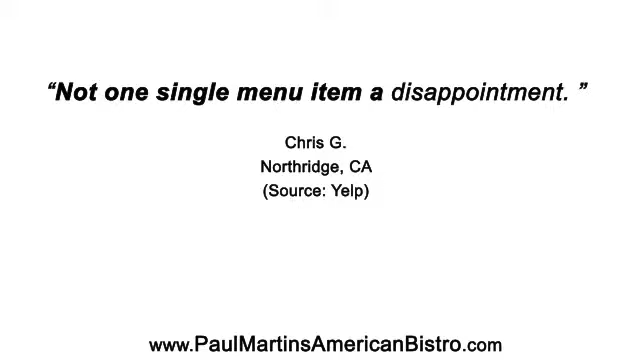 “Not one single menu item a disappointment. ”
Chris G.
Northridge, CA
(Source: Yelp)
www.PaulMartinsAmericanBistro.com